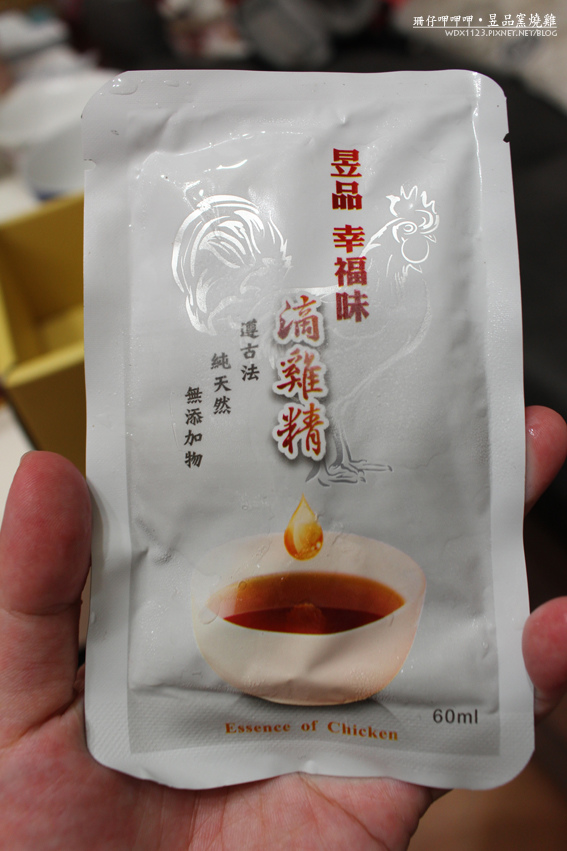 珊仔呷呷呷•昱品窯燒雞
WDX1123.PIXNET.NET/BLOG
昱品 幸福味
滴雞精
遵古法
純天然
無添加物
Essence of Chicken
60ml